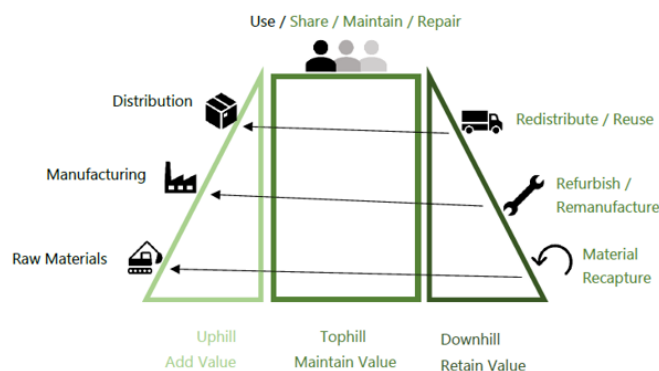 Use / Share / Maintain / Repair
Distribution
Redistribute / Reuse
Manufacturing
Refurbish /
Remanufacture
Raw Materials
Material
Recapture
Uphill
Add Value
Tophill
Maintain Value
Downhill
Retain Value